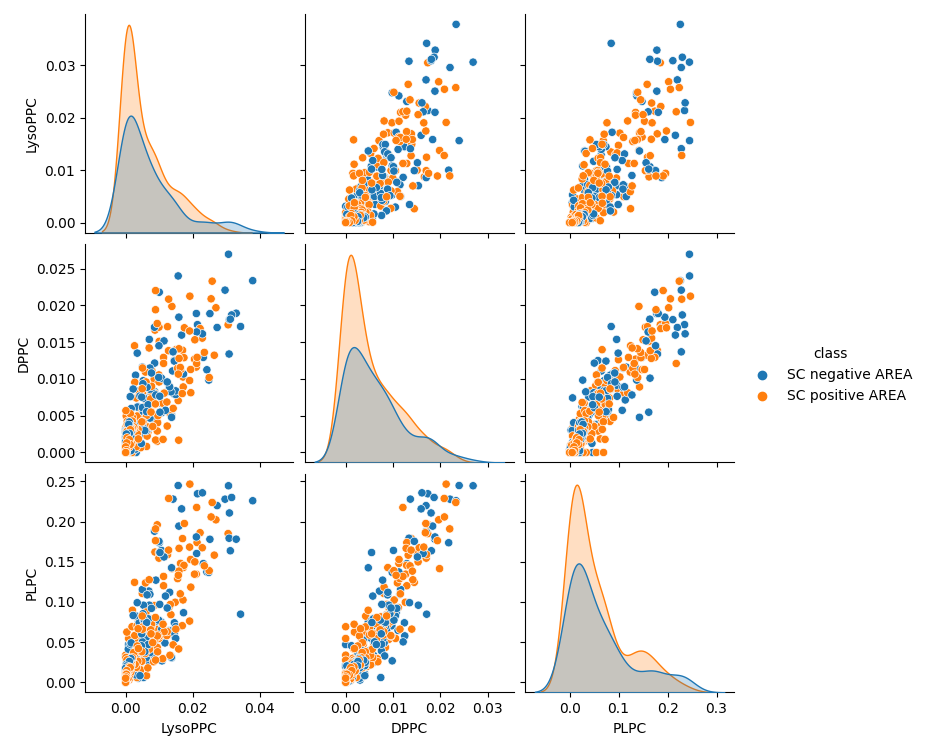 LysoPPC
0.03
0.02
0.01
0.00
DPPC
0.025
0.020
0.015
0.010
0.005
0.000
class
SC negative AREA
SC positive AREA
PLPC
0.25
0.20
0.15
0.10
0.05
0.00
0.00 0.02 0.04 0.00 0.01 0.02 0.03 0.0 0.1 0.2 0.3
LysoPPC DPPC PLPC